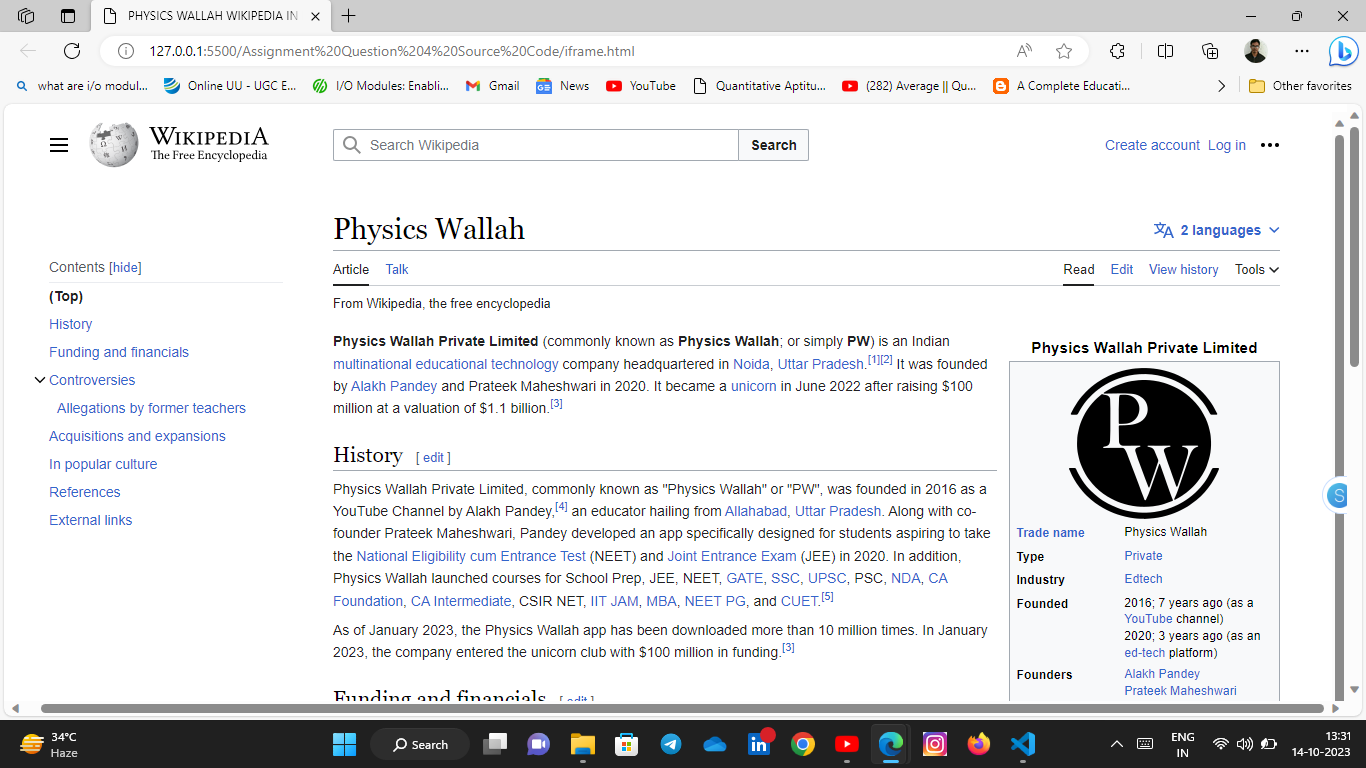 PHYSICS WALLAH WIKIPEDIA IN
127.0.0.1:5500/Assignment%20Question%204%20Source%20Code/iframe.html
what are i/o modul... Online UU - UGC E... I/O Modules: Enabli... Gmail News YouTube Quantitative Aptitu... (282) Average || Qu... A Complete Educati... Other favorites
WIKIPEDIA
The Free Encyclopedia
Search Wikipedia Search
Create account Log in
Physics Wallah
2 languages
Contents [hide]
(Top)
History
Funding and financials
Controversies
Allegations by former teachers
Acquisitions and expansions
In popular culture
References
External links
Article Talk Read Edit View history Tools
From Wikipedia, the free encyclopedia
Physics Wallah Private Limited (commonly known as Physics Wallah; or simply PW) is an Indian
multinational educational technology company headquartered in Noida, Uttar Pradesh.[1][2] It was founded
by Alakh Pandey and Prateek Maheshwari in 2020. It became a unicorn in June 2022 after raising $100
million at a valuation of $1.1 billion.[3]
History [ edit ]
Physics Wallah Private Limited, commonly known as "Physics Wallah" or "PW", was founded in 2016 as a
YouTube Channel by Alakh Pandey,[4] an educator hailing from Allahabad, Uttar Pradesh. Along with co-
founder Prateek Maheshwari, Pandey developed an app specifically designed for students aspiring to take
the National Eligibility cum Entrance Test (NEET) and Joint Entrance Exam (JEE) in 2020. In addition,
Physics Wallah launched courses for School Prep, JEE, NEET, GATE, SSC, UPSC, PSC, NDA, CA
Foundation, CA Intermediate, CSIR NET, IIT JAM, MBA, NEET PG, and CUET.[5]
As of January 2023, the Physics Wallah app has been downloaded more than 10 million times. In January
2023, the company entered the unicorn club with $100 million in funding.[3]
Funding and financials [ edit ]
Physics Wallah Private Limited
P
W
Trade name Physics Wallah
Type Private
Industry Edtech
Founded 2016; 7 years ago (as a
YouTube channel)
2020; 3 years ago (as an
ed-tech platform)
Founders Alakh Pandey
Prateek Maheshwari
S
34°C
Haze
Search
ENG
IN
13:31
14-10-2023